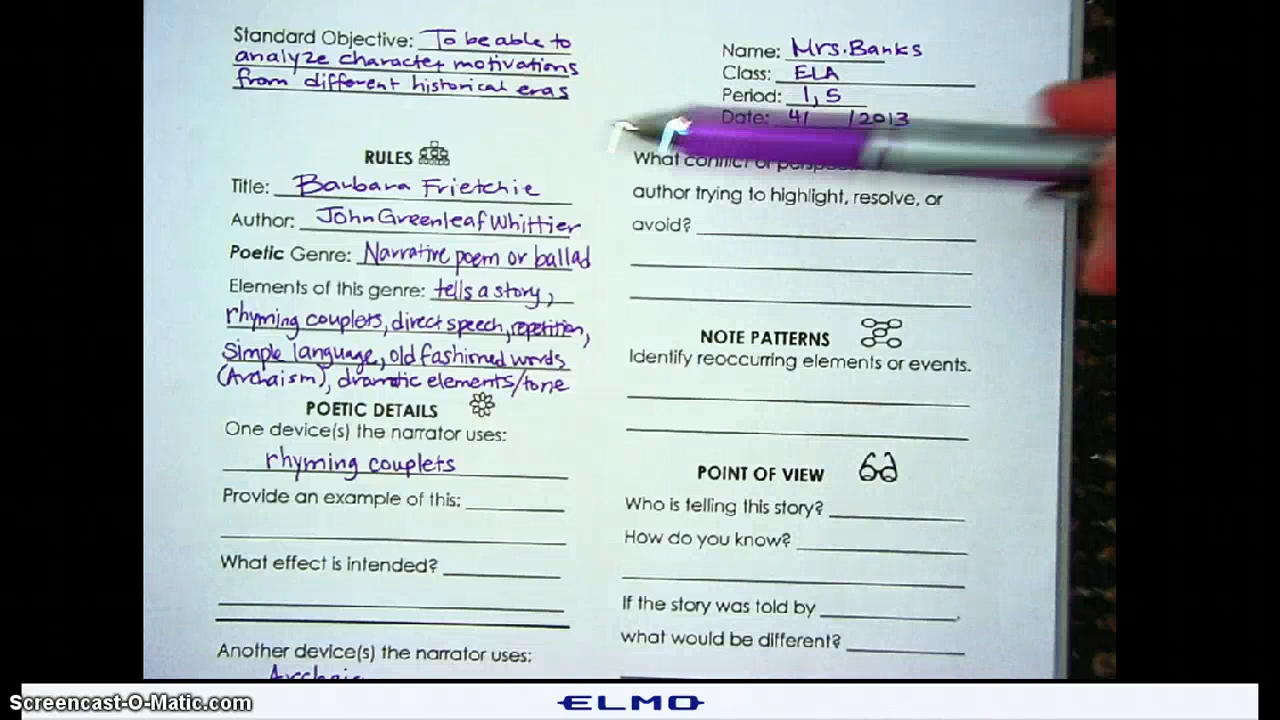 Standard Objective: To be able to
analyze character motivations
from different historical eras
RULES
Title: Barbara Frietchie
Author: John Greenleaf Whittier
Poetic Genre: Narrative poem or ballad
Elements of this genre: tells a story,
rhyming couplets, direct speech, repetition,
simple language, old fashioned words
(Archaism), dramatic elements/tone
POETIC DETAILS
One device(s) the narrator uses:
rhyming couplets
Provide an example of this:
What effect is intended?
Another device(s) the narrator uses:
Name: Mrs. Banks
Class: ELA
Period: 1, 5
Date: 4/ /2013
What conflict or
author trying to highlight, resolve, or
avoid?
NOTE PATTERNS
Identify reoccurring elements or events.
POINT OF VIEW
Who is telling this story?
How do you know?
If the story was told by
what would be different?
Screencast-O-Matic.com
ELMO